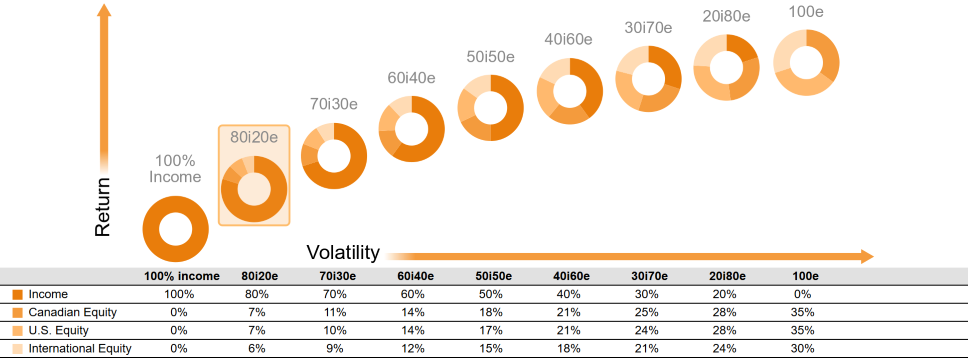 100e
20i80e
30i70e
40i60e
50i50e
60i40e
70i30e
80i20e
100%
Income
Return
Volatility
100% income 80i20e 70i30e 60i40e 50i50e 40i60e 30i70e 20i80e 100e
Income 100% 80% 70% 60% 50% 40% 30% 20% 0%
Canadian Equity 0% 7% 11% 14% 18% 21% 25% 28% 35%
U.S. Equity 0% 7% 10% 14% 17% 21% 24% 28% 35%
International Equity 0% 6% 9% 12% 15% 18% 21% 24% 30%